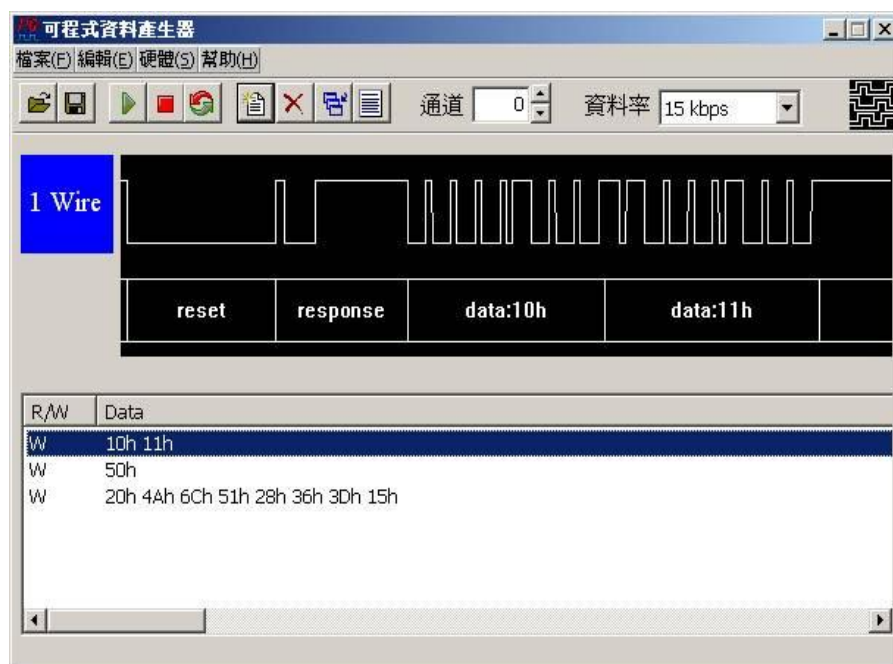 可程式資料產生器
檔案(F) 編輯(E) 硬體(S) 幫助(H)
通道 0 資料率 15 kbps
1 Wire
reset response data:10h data:11h
R/W Data
W 10h 11h
W 50h
W 20h 4Ah 6Ch 51h 28h 36h 3Dh 15h